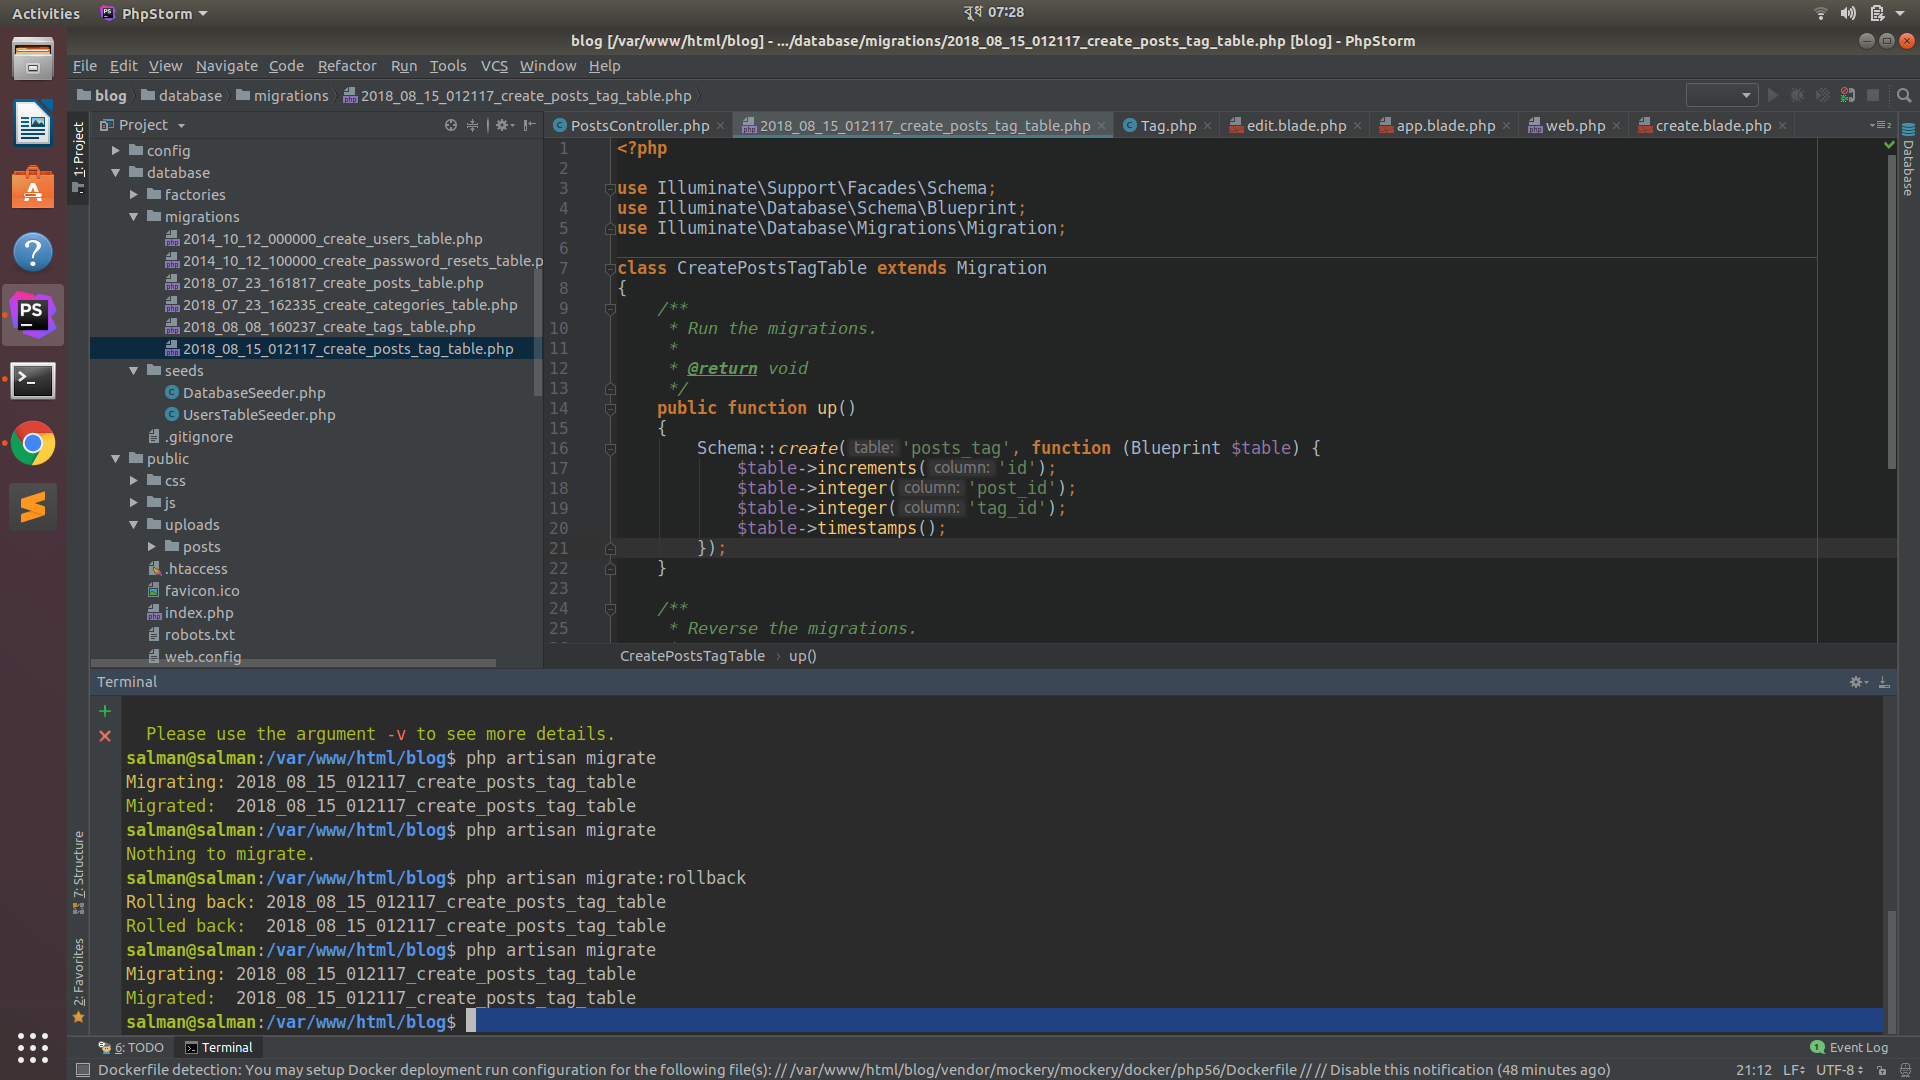 Activities PhpStorm বুধ 07:28
blog [/var/www/html/blog] - .../database/migrations/2018_08_15_012117_create_posts_tag_table.php [blog] - PhpStorm
File Edit View Navigate Code Refactor Run Tools VCS Window Help
blog database migrations 2018_08_15_012117_create_posts_tag_table.php
Project
PostsController.php 2018_08_15_012117_create_posts_tag_table.php Tag.php edit.blade.php app.blade.php web.php create.blade.php
1: Project
Database
config
database
factories
migrations
2014_10_12_000000_create_users_table.php
2014_10_12_100000_create_password_resets_table.p
2018_07_23_161817_create_posts_table.php
2018_07_23_162335_create_categories_table.php
2018_08_08_160237_create_tags_table.php
2018_08_15_012117_create_posts_tag_table.php
seeds
DatabaseSeeder.php
UsersTableSeeder.php
.gitignore
public
css
js
uploads
posts
.htaccess
favicon.ico
index.php
robots.txt
web.config
1 <?php
2
3 use Illuminate\Support\Facades\Schema;
4 use Illuminate\Database\Schema\Blueprint;
5 use Illuminate\Database\Migrations\Migration;
6
7 class CreatePostsTagTable extends Migration
8 {
9 /**
10 * Run the migrations.
11 *
12 * @return void
13 */
14 public function up()
15 {
16 Schema::create( table: 'posts_tag', function (Blueprint $table) {
17 $table->increments( column: 'id');
18 $table->integer( column: 'post_id');
19 $table->integer( column: 'tag_id');
20 $table->timestamps();
21 });
22 }
23
24 /**
25 * Reverse the migrations.
CreatePostsTagTable › up()
Terminal
Please use the argument -v to see more details.
salman@salman:/var/www/html/blog$ php artisan migrate
Migrating: 2018_08_15_012117_create_posts_tag_table
Migrated: 2018_08_15_012117_create_posts_tag_table
salman@salman:/var/www/html/blog$ php artisan migrate
Nothing to migrate.
salman@salman:/var/www/html/blog$ php artisan migrate:rollback
Rolling back: 2018_08_15_012117_create_posts_tag_table
Rolled back: 2018_08_15_012117_create_posts_tag_table
salman@salman:/var/www/html/blog$ php artisan migrate
Migrating: 2018_08_15_012117_create_posts_tag_table
Migrated: 2018_08_15_012117_create_posts_tag_table
salman@salman:/var/www/html/blog$
7: Structure
2: Favorites
6: TODO Terminal 1 Event Log
Dockerfile detection: You may setup Docker deployment run configuration for the following file(s): // /var/www/html/blog/vendor/mockery/mockery/docker/php56/Dockerfile // // Disable this notification (48 minutes ago) 21:12 LF÷ UTF-8÷